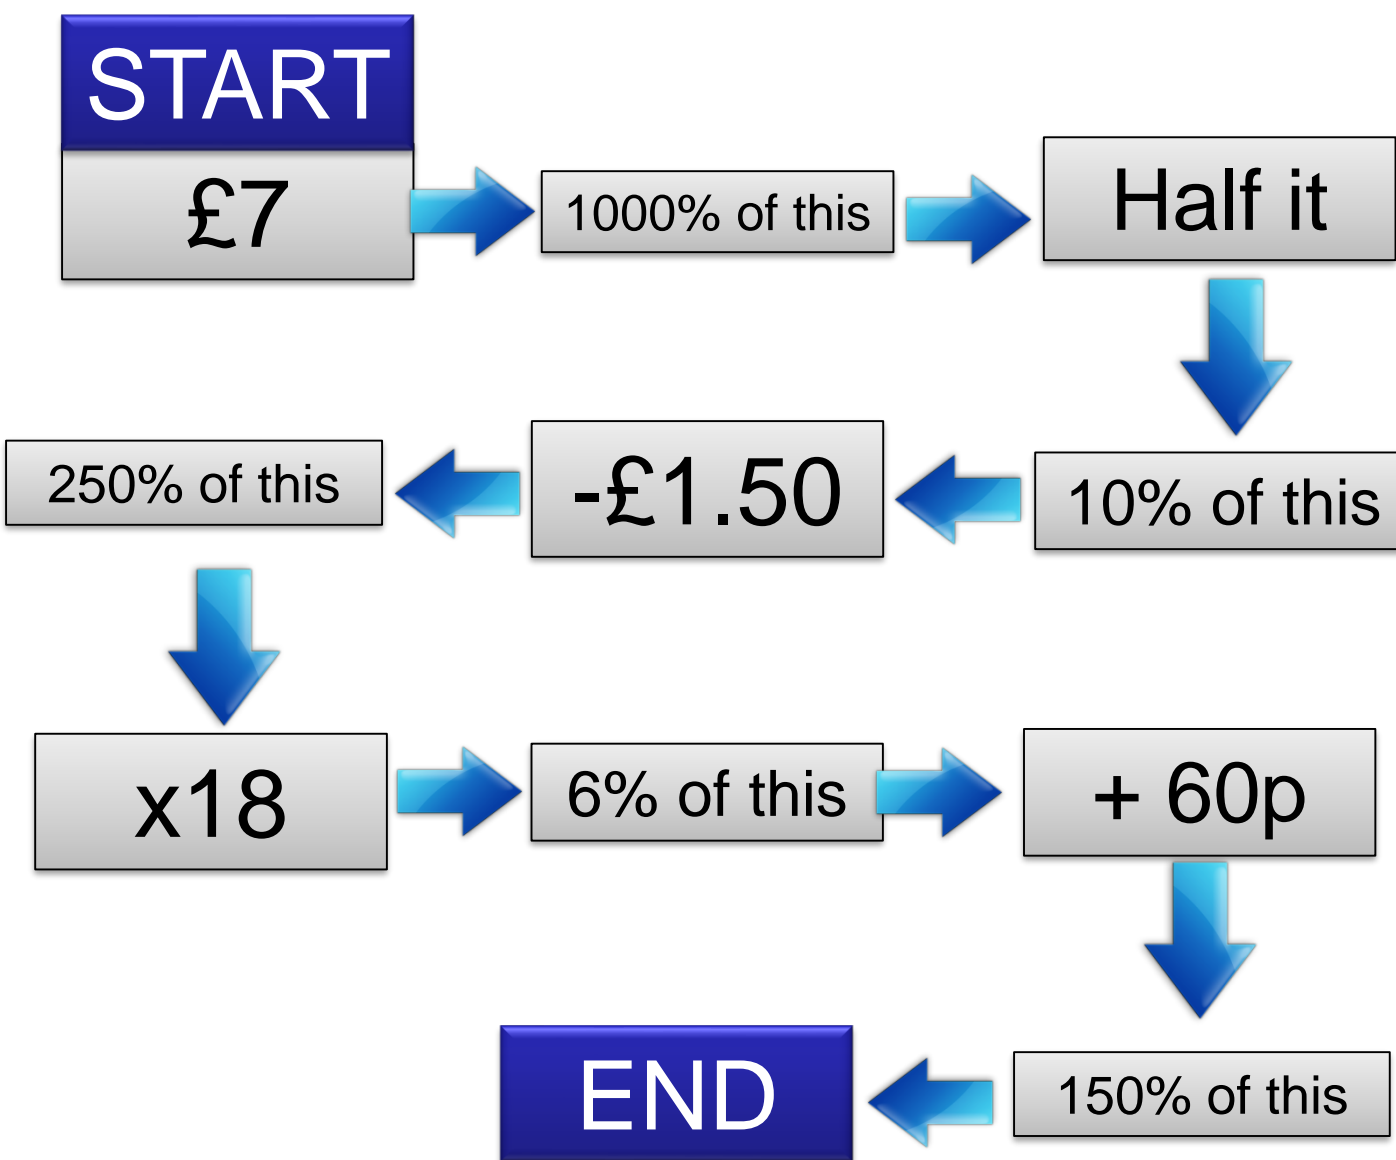 START
£7
1000% of this
Half it
10% of this
-£1.50
250% of this
x18
6% of this
+ 60p
150% of this
END